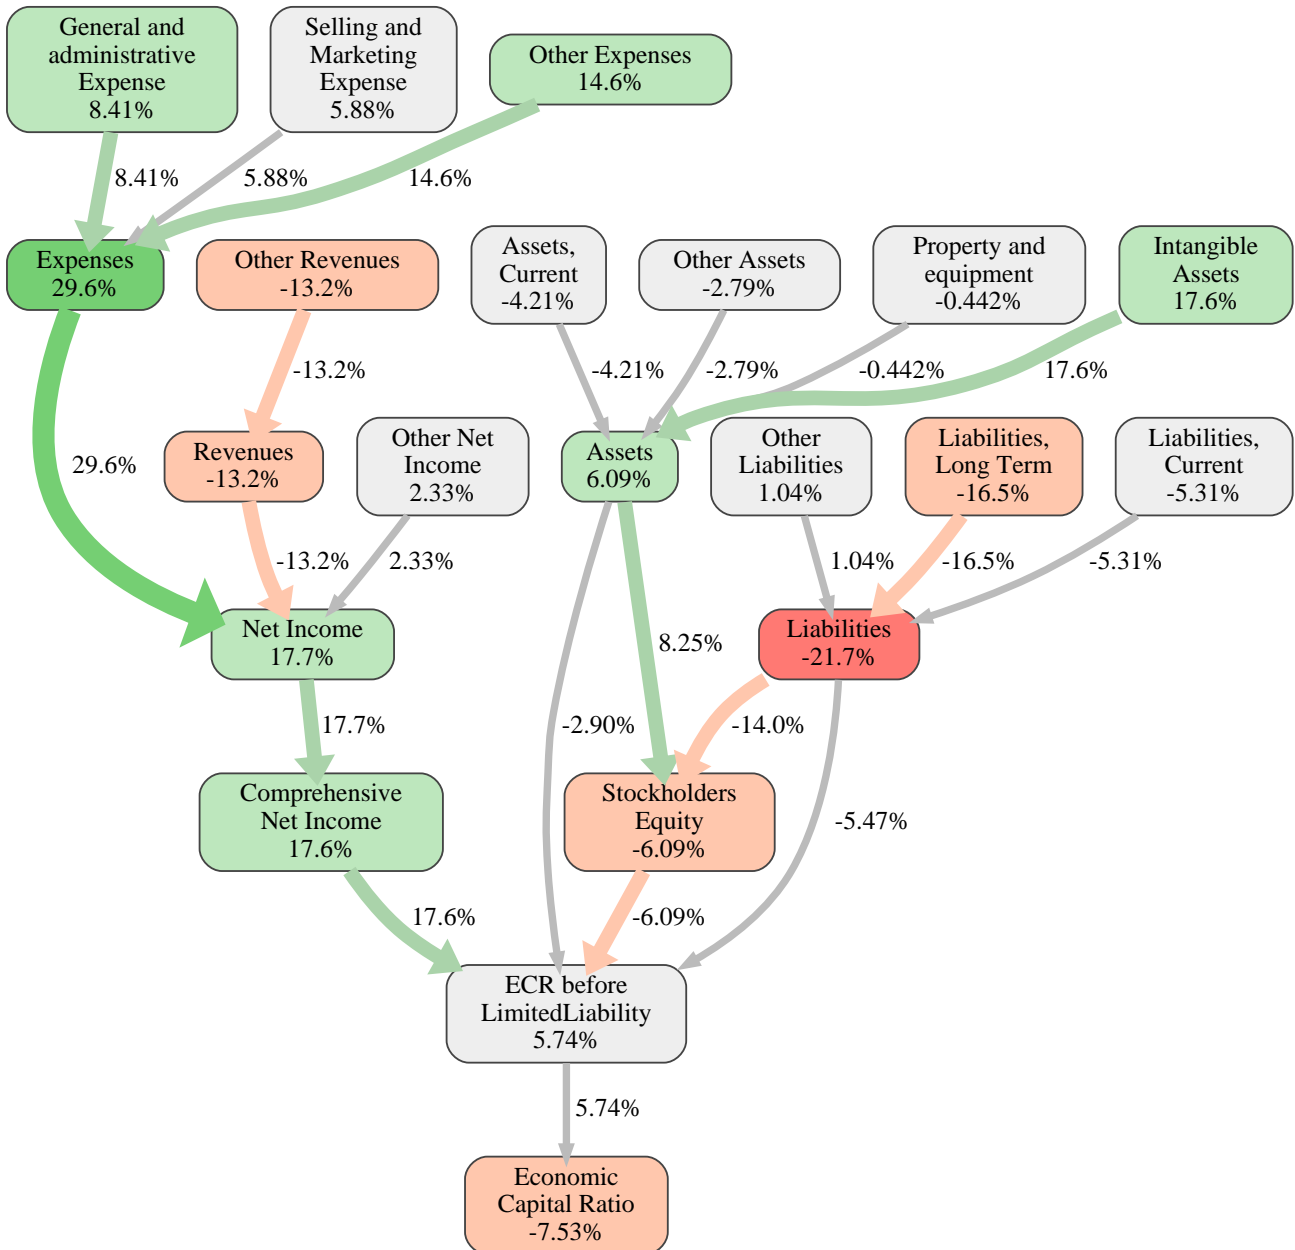 General and
administrative
Expense
8.41%
Selling and
Marketing
Expense
5.88%
Other Expenses
14.6%
8.41%
5.88%
14.6%
Expenses
29.6%
Other Revenues
-13.2%
Assets,
Current
-4.21%
Other Assets
-2.79%
Property and
equipment
-0.442%
Intangible
Assets
17.6%
-13.2%
-4.21%
-2.79%
-0.442%
17.6%
29.6%
Revenues
-13.2%
Other Net
Income
2.33%
Assets
6.09%
Other
Liabilities
1.04%
Liabilities,
Long Term
-16.5%
Liabilities,
Current
-5.31%
-13.2%
2.33%
1.04%
-16.5%
-5.31%
Net Income
17.7%
8.25%
Liabilities
-21.7%
17.7%
-2.90%
-14.0%
Comprehensive
Net Income
17.6%
Stockholders
Equity
-6.09%
-5.47%
17.6%
-6.09%
ECR before
LimitedLiability
5.74%
5.74%
Economic
Capital Ratio
-7.53%